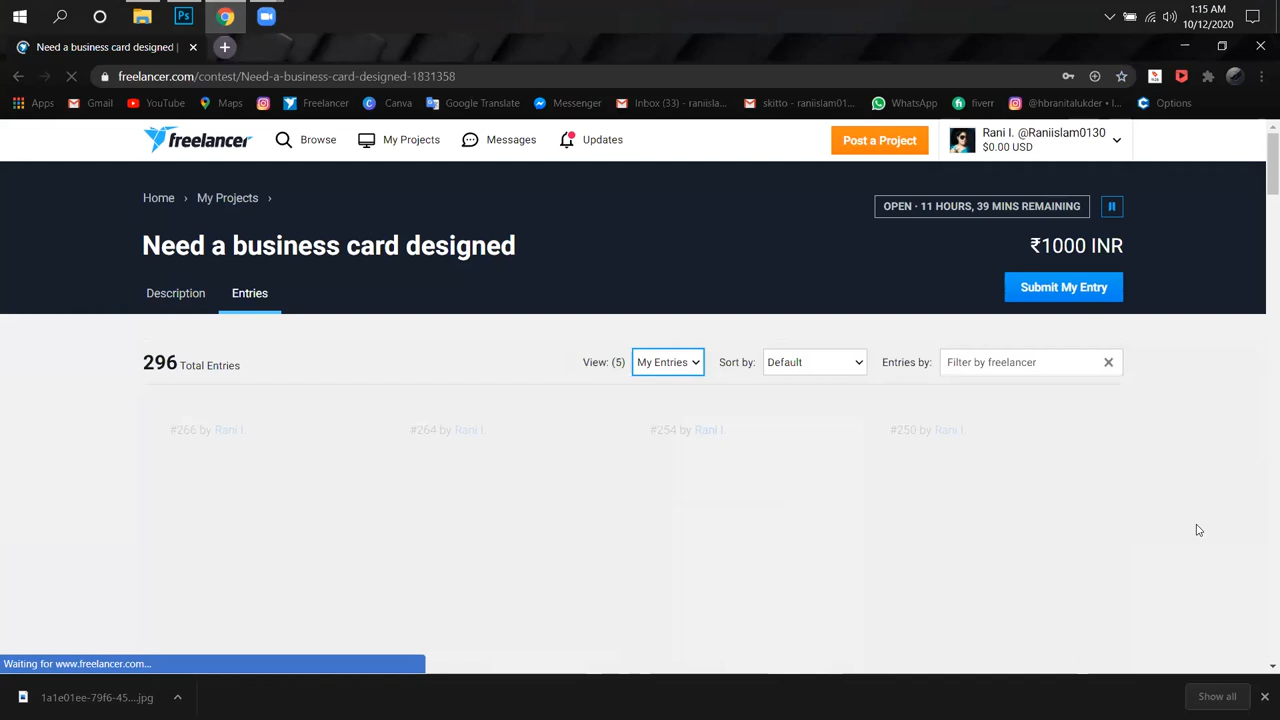 Ps
1:15 AM
10/12/2020
Need a business card designed |
freelancer.com/contest/Need-a-business-card-designed-1831358
Apps Gmail YouTube Maps Freelancer Canva Google Translate Messenger Inbox (33) - raniisla... skitto - raniislam01... WhatsApp fiverr @hbranitalukder • I... Options
freelancer Browse My Projects Messages Updates Post a Project Rani I. @Raniislam0130
$0.00 USD
Home › My Projects ›
OPEN · 11 HOURS, 39 MINS REMAINING
Need a business card designed
₹1000 INR
Description Entries
Submit My Entry
296 Total Entries
View: (5) My Entries Sort by: Default Entries by: Filter by freelancer
#266 by Rani I. #264 by Rani I. #254 by Rani I. #250 by Rani I.
Waiting for www.freelancer.com...
1a1e01ee-79f6-45....jpg
Show all